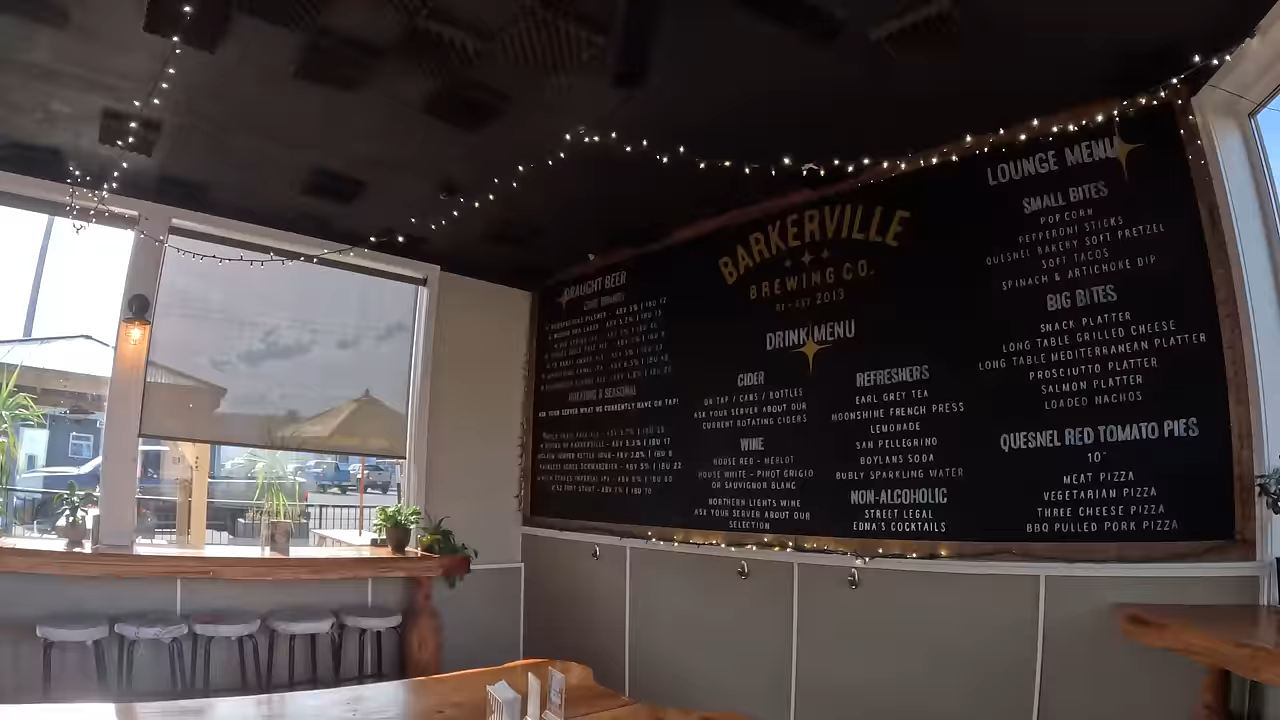 DRAUGHT BEER
CORE BRANDS
ROTATING & SEASONAL
ASK YOUR SERVER WHAT WE CURRENTLY HAVE ON TAP!
BARKERVILLE
BREWING CO.
EST 2013
DRINK MENU
CIDER
ON TAP / CANS / BOTTLES
ASK YOUR SERVER ABOUT OUR
CURRENT ROTATING CIDERS
WINE
HOUSE RED - MERLOT
HOUSE WHITE - PINOT GRIGIO
OR SAUVIGNON BLANC
NORTHERN LIGHTS WINE
ASK YOUR SERVER ABOUT OUR
SELECTION
REFRESHERS
EARL GREY TEA
MOONSHINE FRENCH PRESS
LEMONADE
SAN PELLEGRINO
BOYLANS SODA
BUBLY SPARKLING WATER
NON-ALCOHOLIC
STREET LEGAL
EDNA'S COCKTAILS
LOUNGE MENU
SMALL BITES
POPCORN
PEPPERONI STICKS
QUESNEL BAKERY SOFT PRETZEL
SOFT TACOS
SPINACH & ARTICHOKE DIP
BIG BITES
SNACK PLATTER
LONG TABLE GRILLED CHEESE
LONG TABLE MEDITERRANEAN PLATTER
PROSCIUTTO PLATTER
SALMON PLATTER
LOADED NACHOS
QUESNEL RED TOMATO PIES
10"
MEAT PIZZA
VEGETARIAN PIZZA
THREE CHEESE PIZZA
BBQ PULLED PORK PIZZA